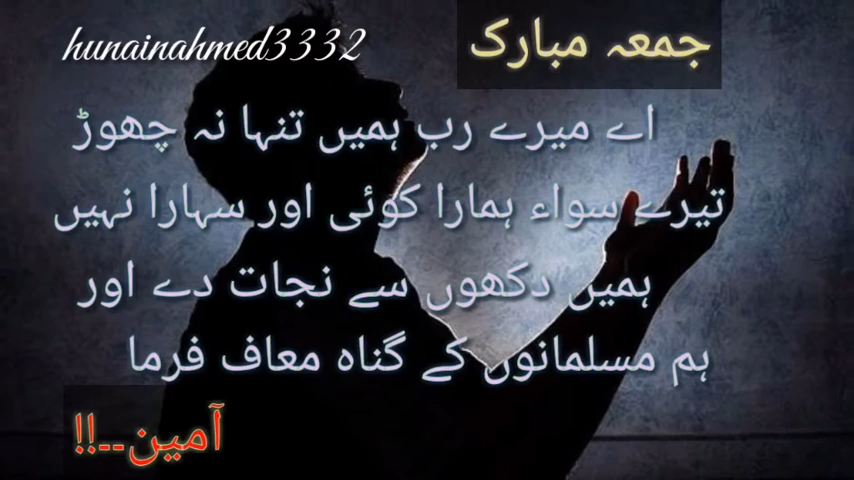 hunainahmed3332
جمعہ مبارک
اے میرے رب ہمیں تنہا نہ چھوڑ
تیرے سواء ہمارا کوئی اور سہارا نہیں
ہمیں دکھوں سے نجات دے اور
ہم مسلمانوں کے گناہ معاف فرما
آمین--!!